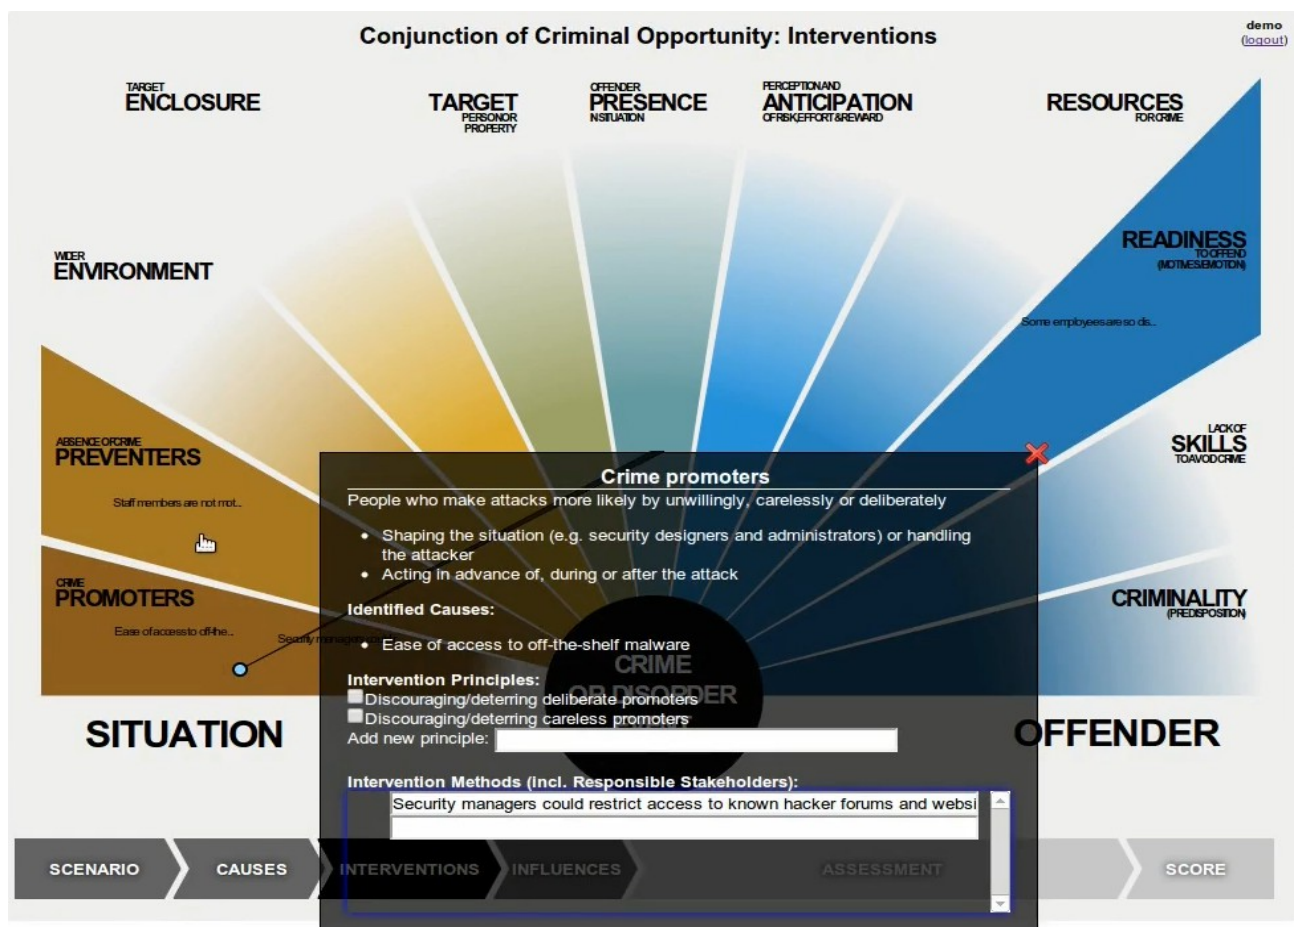 Conjunction of Criminal Opportunity: Interventions
demo
(logout)
TARGET
ENCLOSURE
TARGET
PERSON OR
PROPERTY
OFFENDER
PRESENCE
IN SITUATION
PERCEPTION AND
ANTICIPATION
OF RISK, EFFORT & REWARD
RESOURCES
FOR CRIME
WIDER
ENVIRONMENT
READINESS
TO OFFEND
(MOTIVES/EMOTION)
Some employees are so dis...
ABSENCE OF CRIME
PREVENTERS
Staff members are not mot...
LACK OF
SKILLS
TO AVOID CRIME
CRIME
PROMOTERS
Ease of access to off-the...
Security managers
CRIMINALITY
(PREDISPOSITION)
Crime promoters
People who make attacks more likely by unwillingly, carelessly or deliberately
• Shaping the situation (e.g. security designers and administrators) or handling
the attacker
• Acting in advance of, during or after the attack
Identified Causes:
• Ease of access to off-the-shelf malware
CRIME
OR DISORDER
Intervention Principles:
Discouraging/deterring deliberate promoters
Discouraging/deterring careless promoters
Add new principle:
Intervention Methods (incl. Responsible Stakeholders):
Security managers could restrict access to known hacker forums and websi
SITUATION
OFFENDER
SCENARIO
CAUSES
INTERVENTIONS
INFLUENCES
ASSESSMENT
SCORE